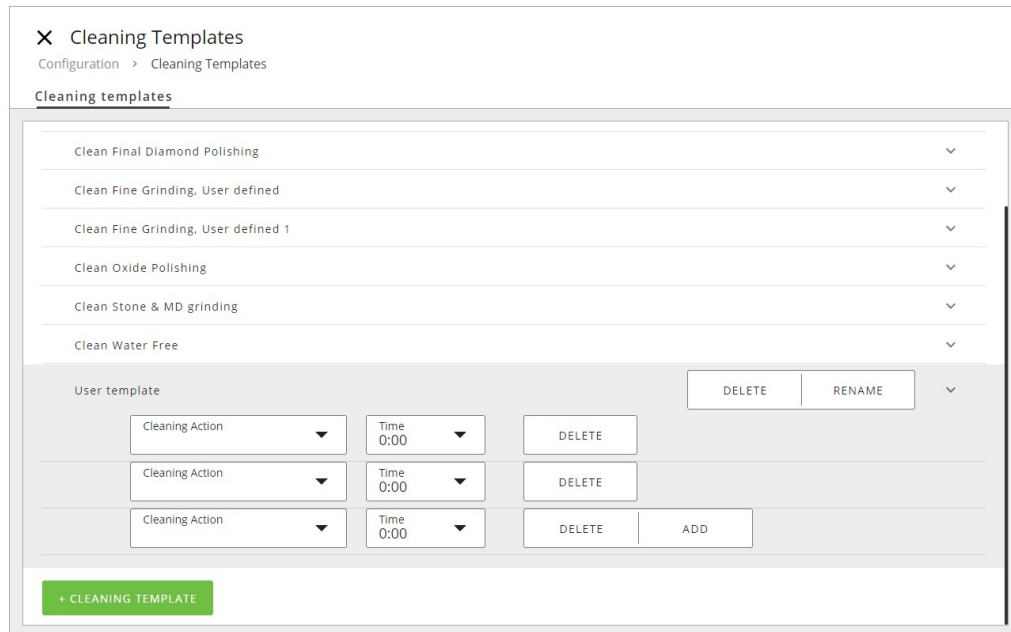 Cleaning Templates
Configuration > Cleaning Templates
Cleaning templates
Clean Final Diamond Polishing
Clean Fine Grinding, User defined
Clean Fine Grinding, User defined 1
Clean Oxide Polishing
Clean Stone & MD grinding
Clean Water Free
User template DELETE RENAME
Cleaning Action Time
0:00 DELETE
Cleaning Action Time
0:00 DELETE
Cleaning Action Time
0:00 DELETE ADD
+ CLEANING TEMPLATE